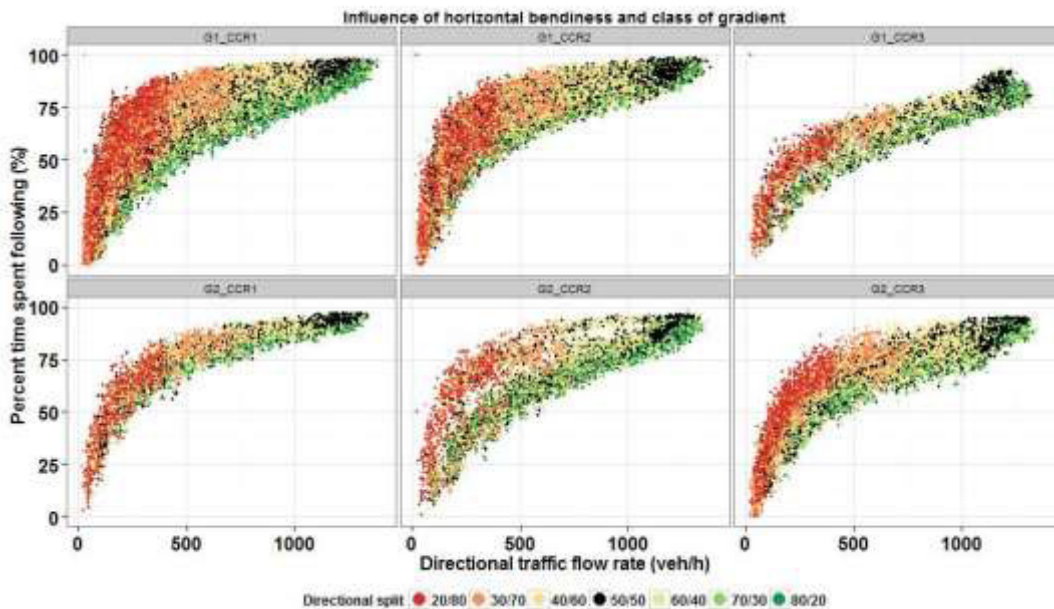 Influence of horizontal bendiness and class of gradient
G1_CCR1 G1_CCR2 G1_CCR3
100
75
50
25
0
G2_CCR1 G2_CCR2 G2_CCR3
100
75
50
25
0
Percent time spent following (%)
0 500 1000 0 500 1000 0 500 1000
Directional traffic flow rate (veh/h)
Directional split 20/80 30/70 40/60 50/50 60/40 70/30 80/20